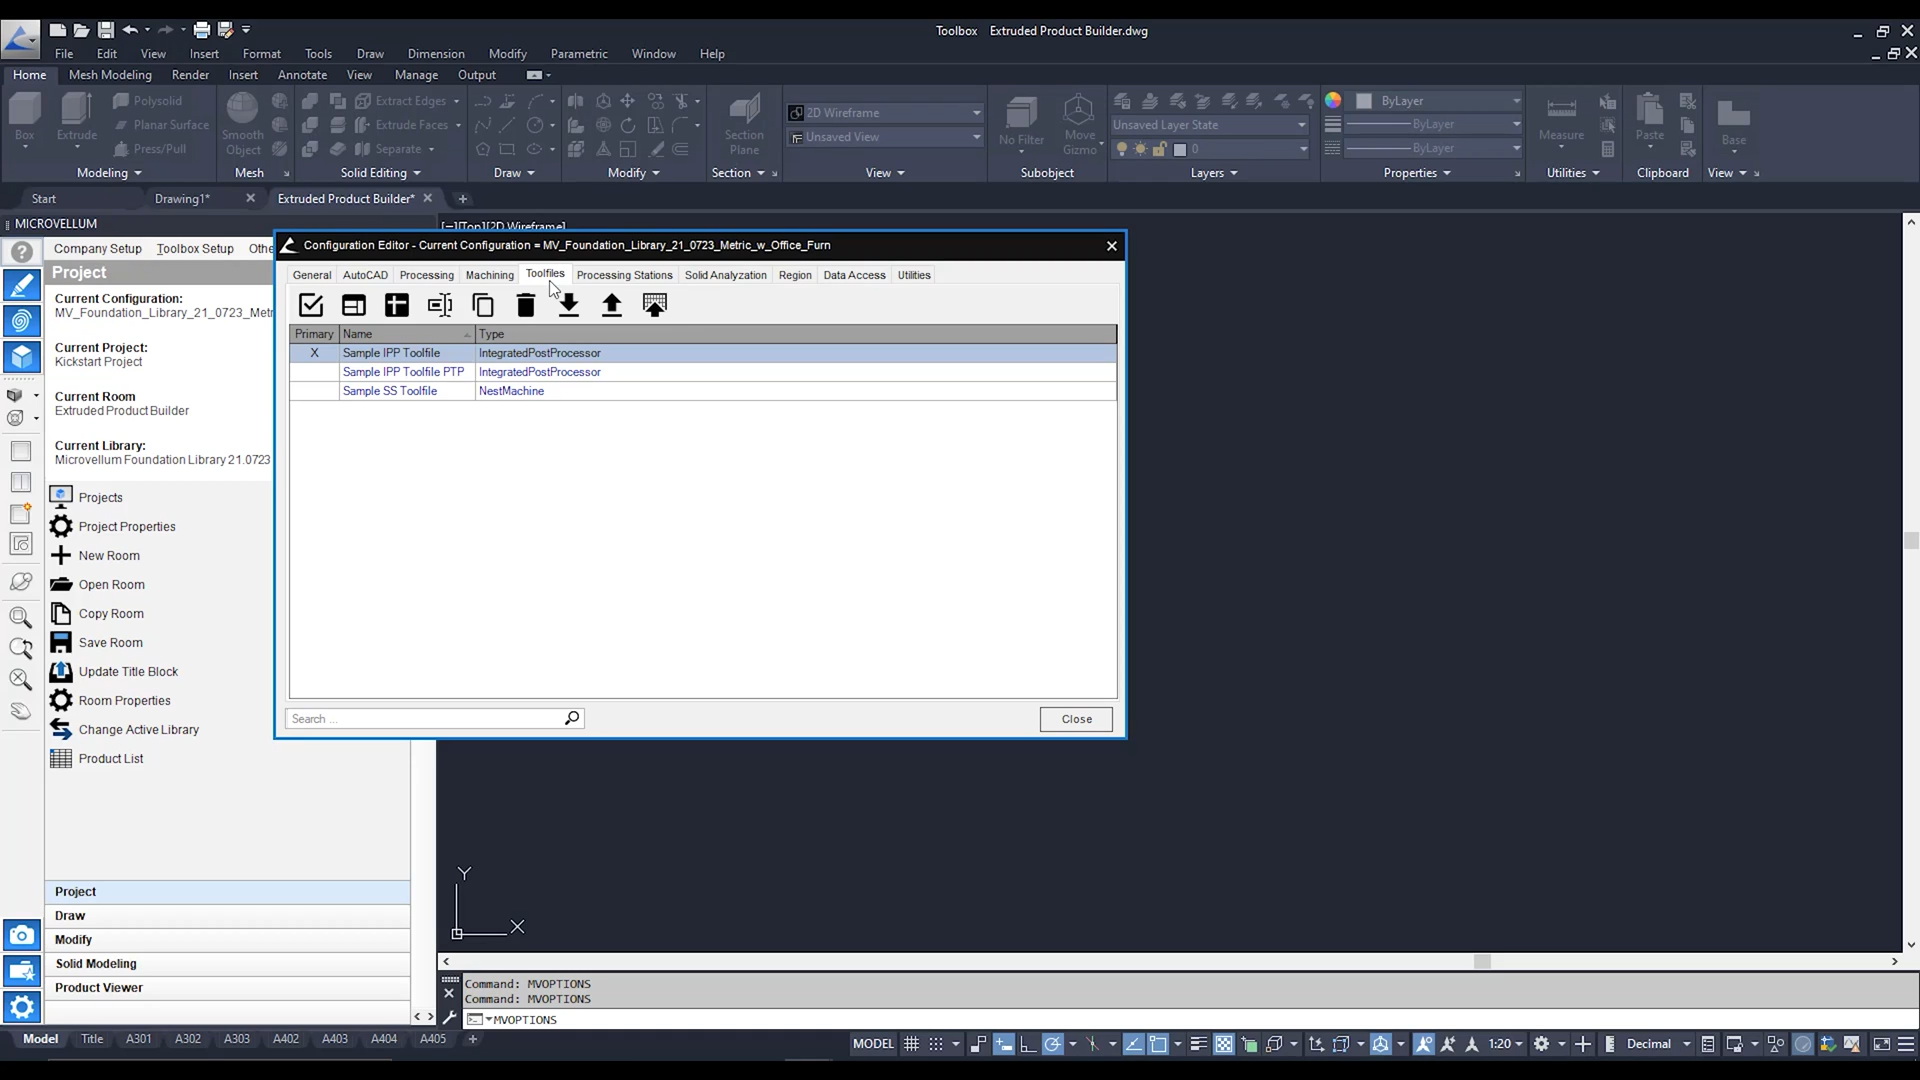 Toolbox Extruded Product Builder.dwg
File Edit View Insert Format Tools Draw Dimension Modify Parametric Window Help
Home Mesh Modeling Render Insert Annotate View Manage Output
Box
Extrude
Polysolid
Planar Surface
Press/Pull
Smooth Object
Extract Edges
Extrude Faces
Separate
Section Plane
2D Wireframe
Unsaved View
No Filter
Move Gizmo
Unsaved Layer State
0
ByLayer
ByLayer
ByLayer
Measure
Paste
Base
Modeling Mesh Solid Editing Draw Modify Section View Subobject Layers Properties Utilities Clipboard View
Start Drawing1* Extruded Product Builder*
MICROVELLUM
[−][Top][2D Wireframe]
Company Setup Toolbox Setup Othe
Project
Current Configuration:
MV_Foundation_Library_21_0723_Metr
Current Project:
Kickstart Project
Current Room
Extruded Product Builder
Current Library:
Microvellum Foundation Library 21.0723
Projects
Project Properties
New Room
Open Room
Copy Room
Save Room
Update Title Block
Room Properties
Change Active Library
Product List
Project
Draw
Modify
Solid Modeling
Product Viewer
Configuration Editor - Current Configuration = MV_Foundation_Library_21_0723_Metric_w_Office_Furn
General AutoCAD Processing Machining Toolfiles Processing Stations Solid Analyzation Region Data Access Utilities
Primary Name Type
X Sample IPP Toolfile IntegratedPostProcessor
Sample IPP Toolfile PTP IntegratedPostProcessor
Sample SS Toolfile NestMachine
Search ...
Close
Y
X
Command: MVOPTIONS
Command: MVOPTIONS
MVOPTIONS
Model Title A301 A302 A303 A402 A403 A404 A405
MODEL 1:20 Decimal